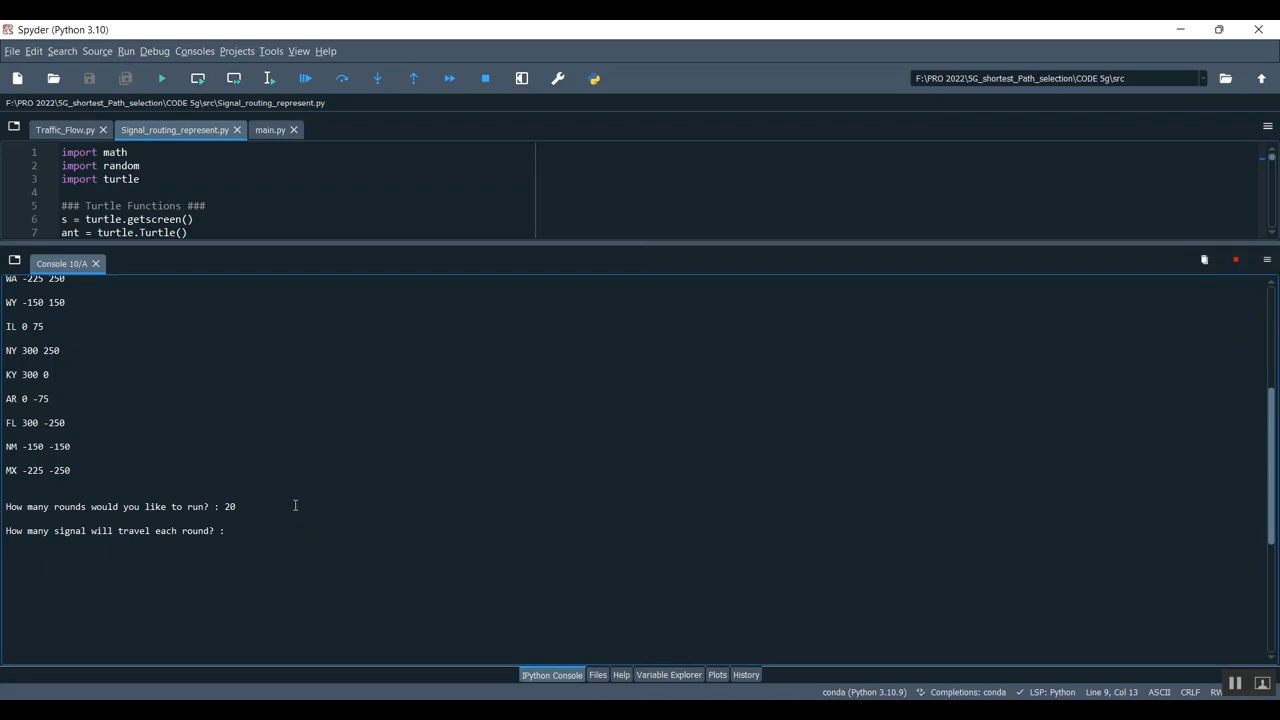 Spyder (Python 3.10)
File Edit Search Source Run Debug Consoles Projects Tools View Help
F:\PRO 2022\5G_shortest_Path_selection\CODE 5g\src
F:\PRO 2022\5G_shortest_Path_selection\CODE 5g\src\Signal_routing_represent.py
Traffic_Flow.py Signal_routing_represent.py main.py
1 import math
2 import random
3 import turtle
4
5 ### Turtle Functions ###
6 s = turtle.getscreen()
7 ant = turtle.Turtle()
Console 10/A
WA -225 250
WY -150 150
IL 0 75
NY 300 250
KY 300 0
AR 0 -75
FL 300 -250
NM -150 -150
MX -225 -250
How many rounds would you like to run? : 20
How many signal will travel each round? :
IPython Console Files Help Variable Explorer Plots History
conda (Python 3.10.9) Completions: conda LSP: Python Line 9, Col 13 ASCII CRLF